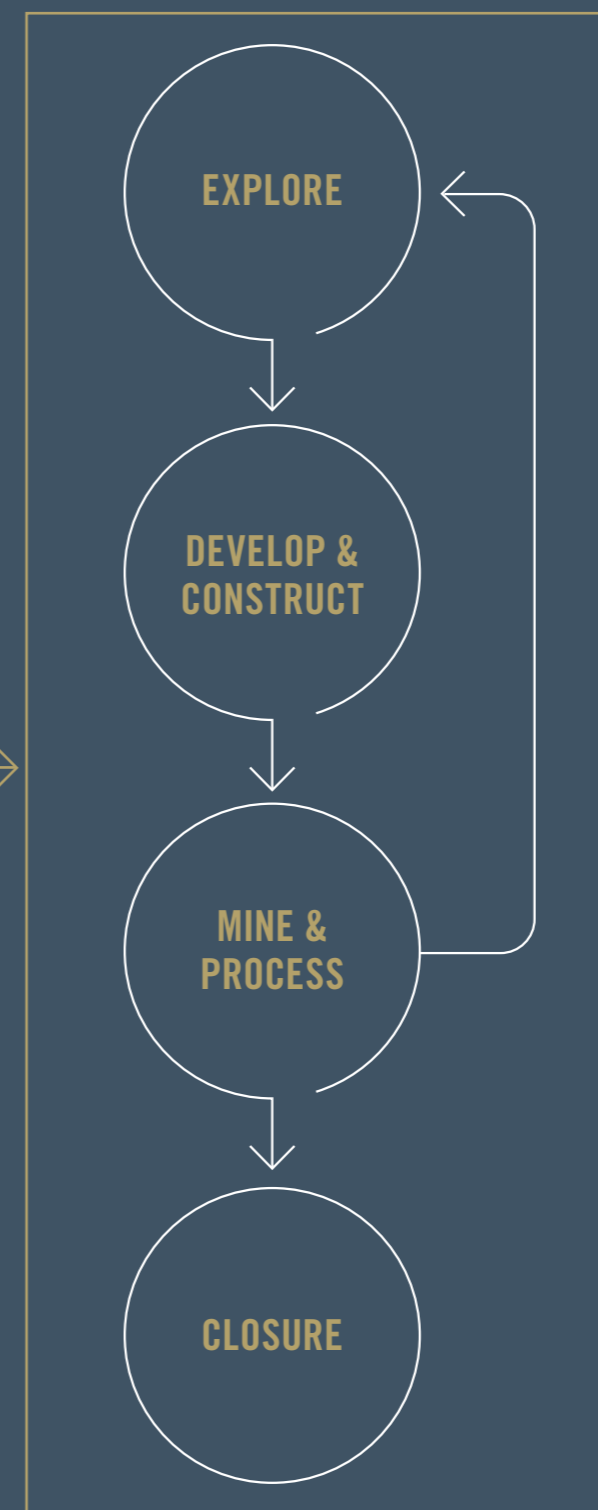 EXPLORE
DEVELOP &
CONSTRUCT
MINE &
PROCESS
CLOSURE